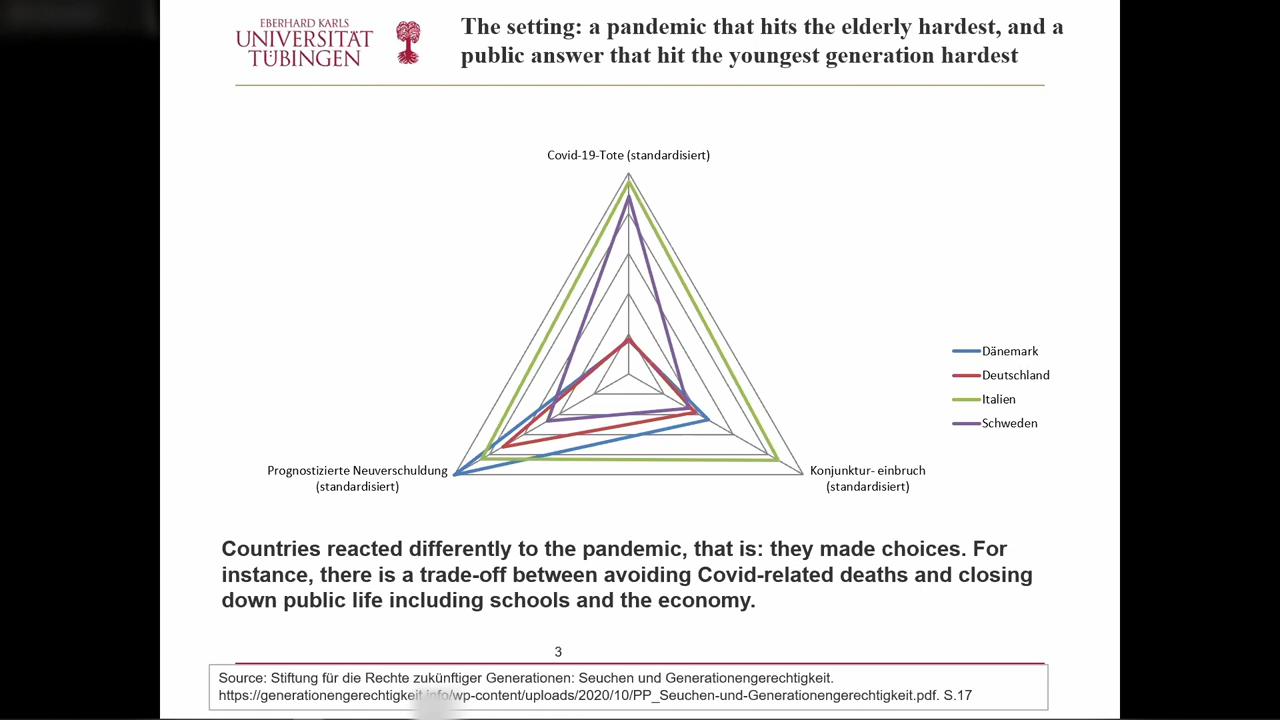 EBERHARD KARLS
UNIVERSITÄT
TÜBINGEN
The setting: a pandemic that hits the elderly hardest, and a
public answer that hit the youngest generation hardest
Covid-19-Tote (standardisiert)
Dänemark
Deutschland
Italien
Schweden
Prognostizierte Neuverschuldung
(standardisiert)
Konjunktur- einbruch
(standardisiert)
Countries reacted differently to the pandemic, that is: they made choices. For
instance, there is a trade-off between avoiding Covid-related deaths and closing
down public life including schools and the economy.
3
Source: Stiftung für die Rechte zukünftiger Generationen: Seuchen und Generationengerechtigkeit.
https://generationengerechtigkeit.info/wp-content/uploads/2020/10/PP_Seuchen-und-Generationengerechtigkeit.pdf. S.17